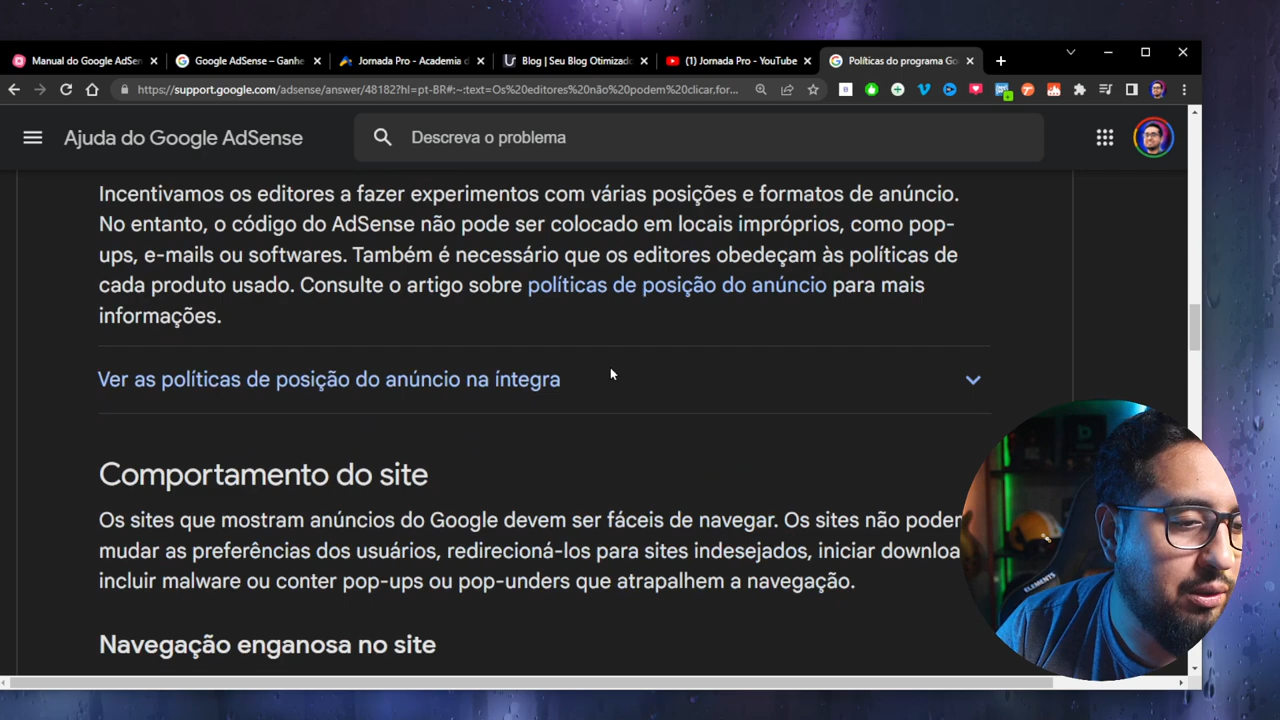 Manual do Google AdSen
Google AdSense – Ganhe
Jornada Pro - Academia d
Blog | Seu Blog Otimizado
(1) Jornada Pro - YouTube
Políticas do programa Goo
https://support.google.com/adsense/answer/48182?hl=pt-BR#:~:text=Os%20editores%20não%20podem%20clicar,for...
Ajuda do Google AdSense
Descreva o problema
Incentivamos os editores a fazer experimentos com várias posições e formatos de anúncio.
No entanto, o código do AdSense não pode ser colocado em locais impróprios, como pop-
ups, e-mails ou softwares. Também é necessário que os editores obedeçam às políticas de
cada produto usado. Consulte o artigo sobre políticas de posição do anúncio para mais
informações.
Ver as políticas de posição do anúncio na íntegra
Comportamento do site
Os sites que mostram anúncios do Google devem ser fáceis de navegar. Os sites não podem
mudar as preferências dos usuários, redirecioná-los para sites indesejados, iniciar downloa
incluir malware ou conter pop-ups ou pop-unders que atrapalhem a navegação.
Navegação enganosa no site
ELEMENTS